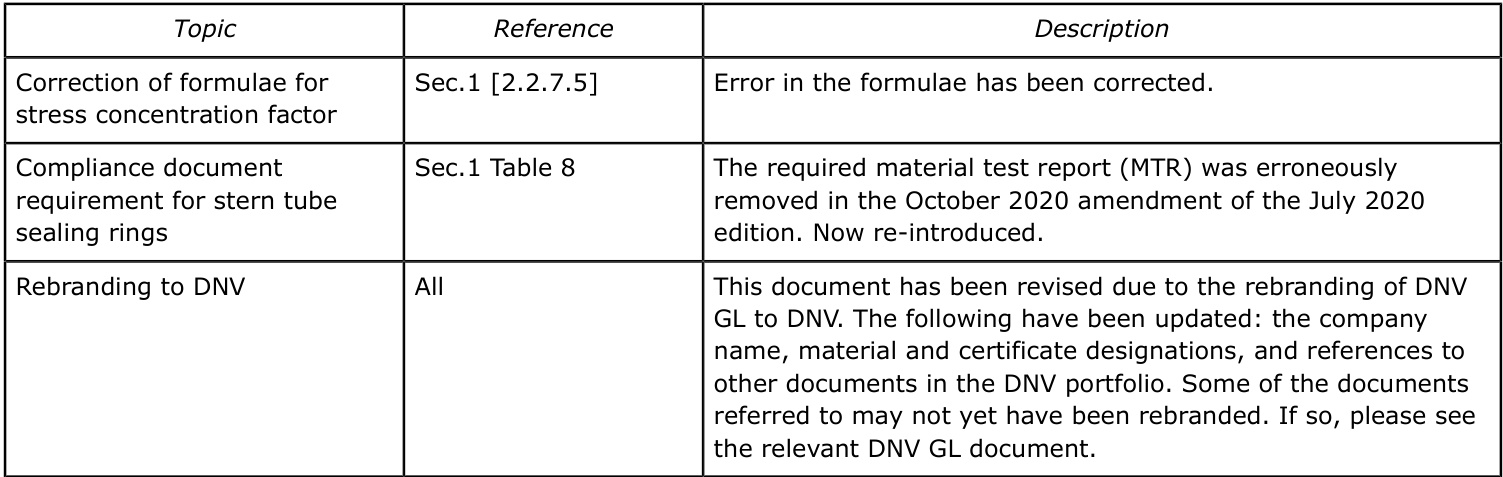 Topic
Reference
Description
Correction of formulae for
stress concentration factor
Sec.1 [2.2.7.5]
Error in the formulae has been corrected.
Compliance document
requirement for stern tube
sealing rings
Sec.1 Table 8
The required material test report (MTR) was erroneously
removed in the October 2020 amendment of the July 2020
edition. Now re-introduced.
Rebranding to DNV
All
This document has been revised due to the rebranding of DNV
GL to DNV. The following have been updated: the company
name, material and certificate designations, and references to
other documents in the DNV portfolio. Some of the documents
referred to may not yet have been rebranded. If so, please see
the relevant DNV GL document.